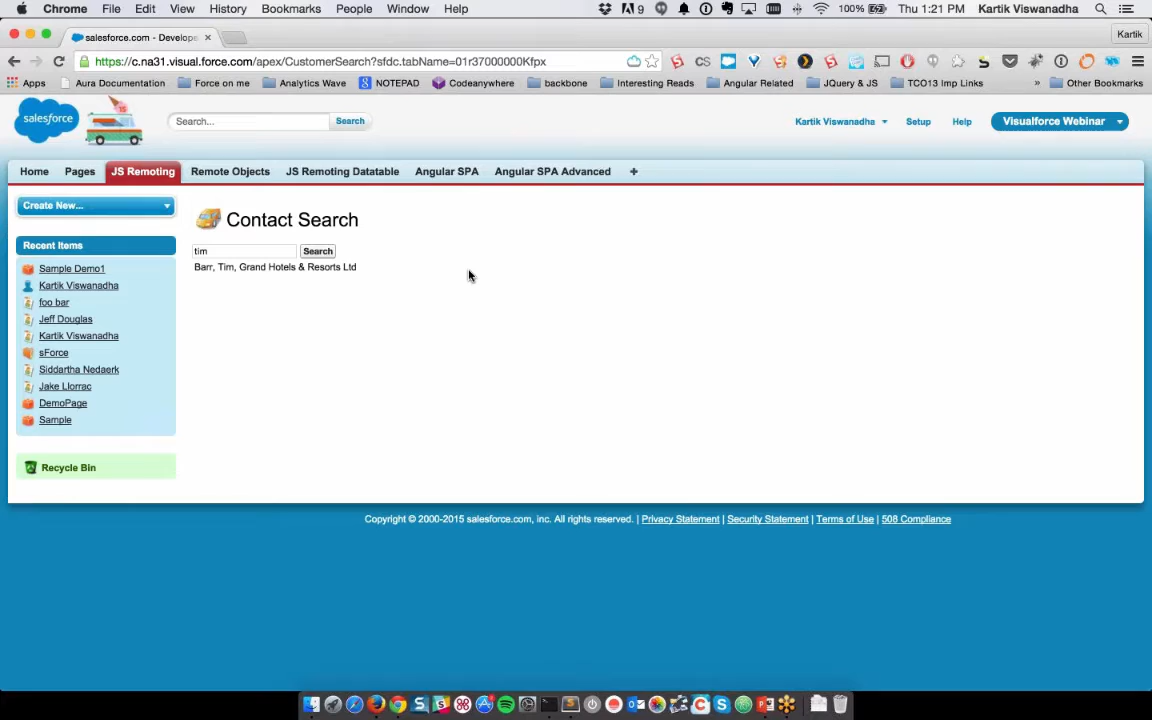 Chrome File Edit View History Bookmarks People Window Help 9 100% Thu 1:21 PM Kartik Viswanadha
salesforce.com - Develope Kartik
https://c.na31.visual.force.com/apex/CustomerSearch?sfdc.tabName=01r37000000Kfpx
Apps Aura Documentation Force on me Analytics Wave NOTEPAD Codeanywhere backbone Interesting Reads Angular Related JQuery & JS TCO13 Imp Links » Other Bookmarks
salesforce Search... Search Kartik Viswanadha Setup Help Visualforce Webinar
Home Pages JS Remoting Remote Objects JS Remoting Datatable Angular SPA Angular SPA Advanced +
Create New...
Contact Search
Recent Items
tim Search
Barr, Tim, Grand Hotels & Resorts Ltd
Sample Demo1
Kartik Viswanadha
foo bar
Jeff Douglas
Kartik Viswanadha
sForce
Siddartha Nedaerk
Jake Llorrac
DemoPage
Sample
Recycle Bin
Copyright © 2000-2015 salesforce.com, inc. All rights reserved. | Privacy Statement | Security Statement | Terms of Use | 508 Compliance